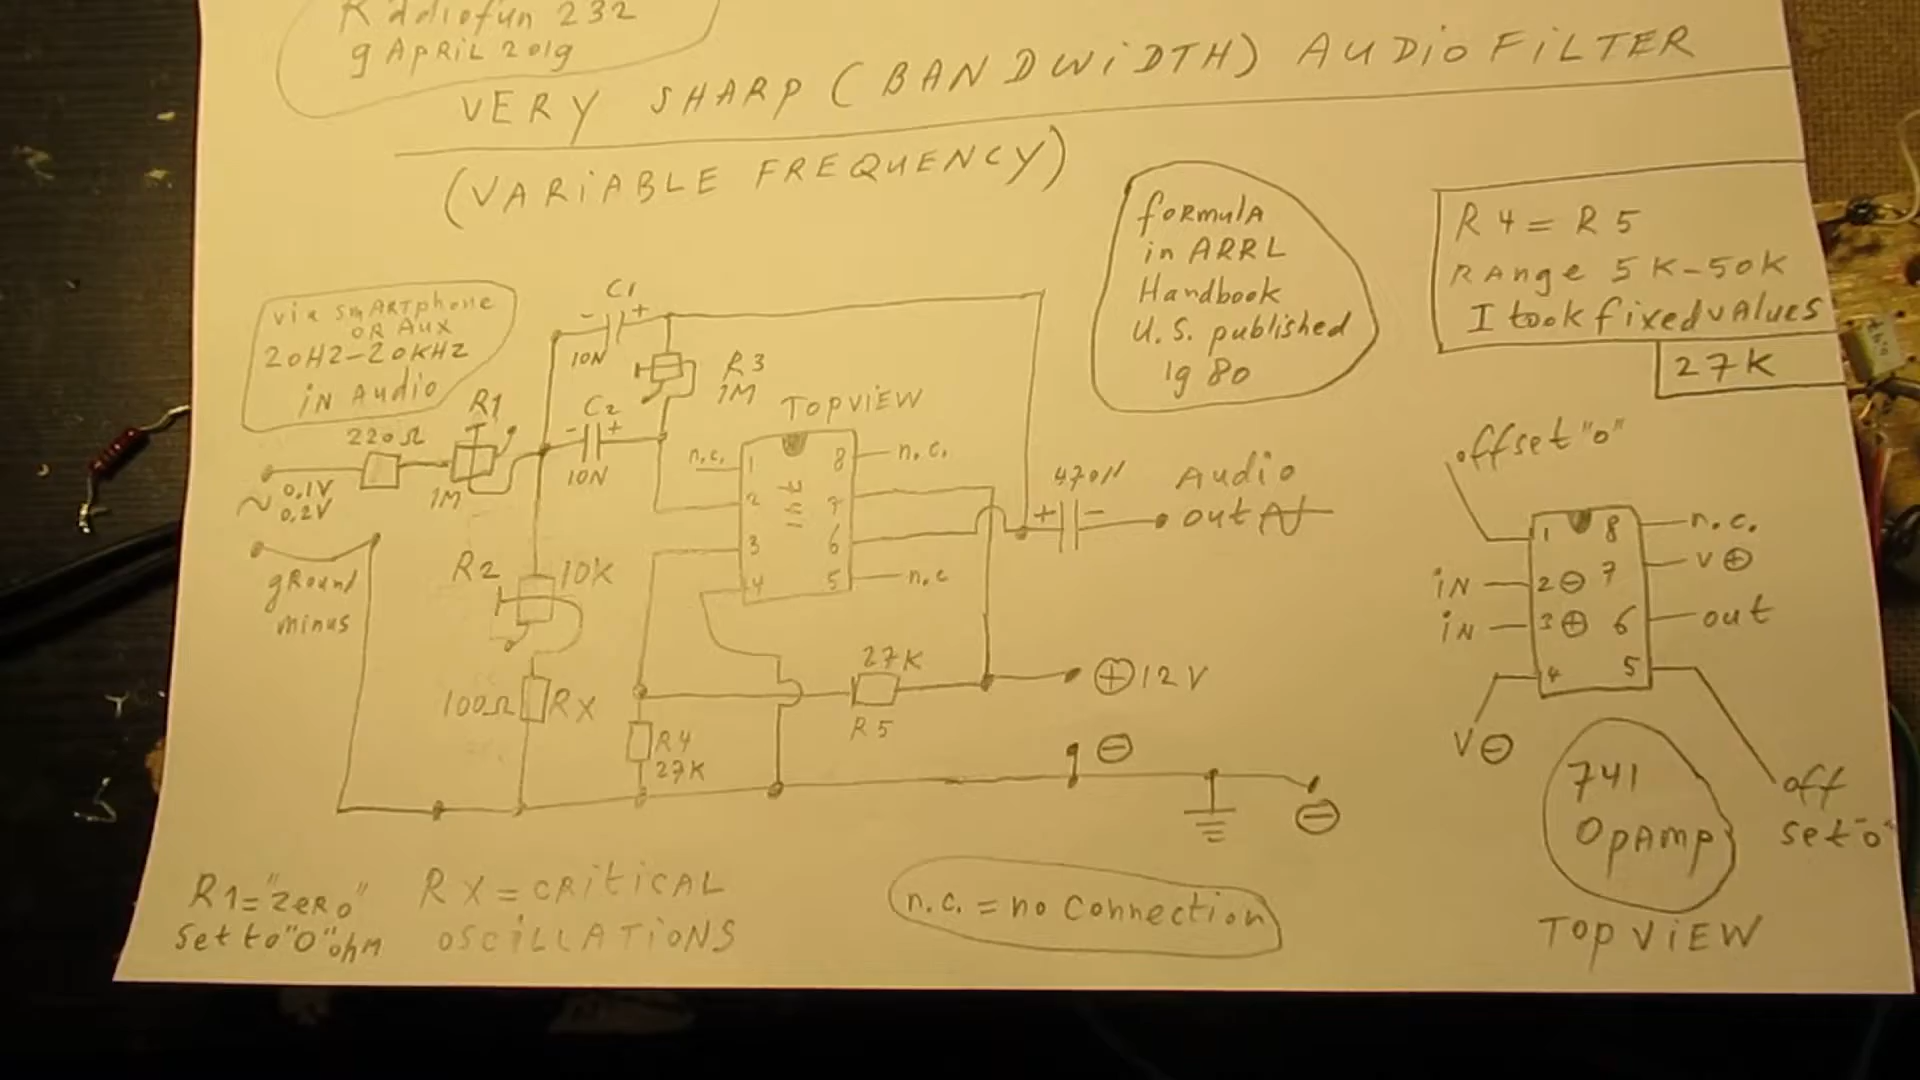 Radiofun 232
9 APRIL 2019
VERY SHARP (BANDWIDTH) AUDIO FILTER
(VARIABLE FREQUENCY)
formula
in ARRL
Handbook
U.S. published
1980
R4 = R5
RANGE 5K-50K
I took fixed values
27K
via smARTphone
OR AUX
20HZ-20KHZ
iN Audio
C1
- +
10N
R3
1M
C2
- +
10N
TOPVIEW
220Ω
R1
1M
~ 0.1V
0.2V
n.c. 1
8 n.c.
2
7
3
6
4
5 n.c
741
470N
+ -
Audio
out
gRound
minus
R2
10K
100Ω RX
R4
27K
27K
R5
⊕ 12V
⊖
⊖
offset "0"
1
8 n.c.
iN 2 ⊖
7 V ⊕
iN 3 ⊕
6 out
4
5
V ⊖
off
set "0"
741
OpAmp
TOP VIEW
R1="zero"
set to "0" ohm
RX = CRITICAL
OSCILLATIONS
n.c. = no connection